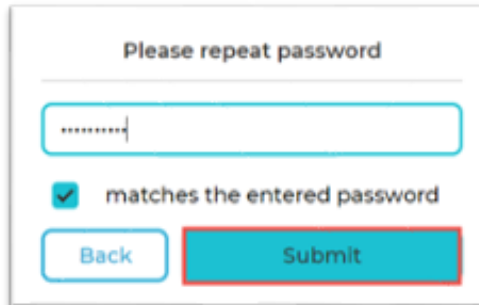 Please repeat password
••••••••••
matches the entered password
Back
Submit